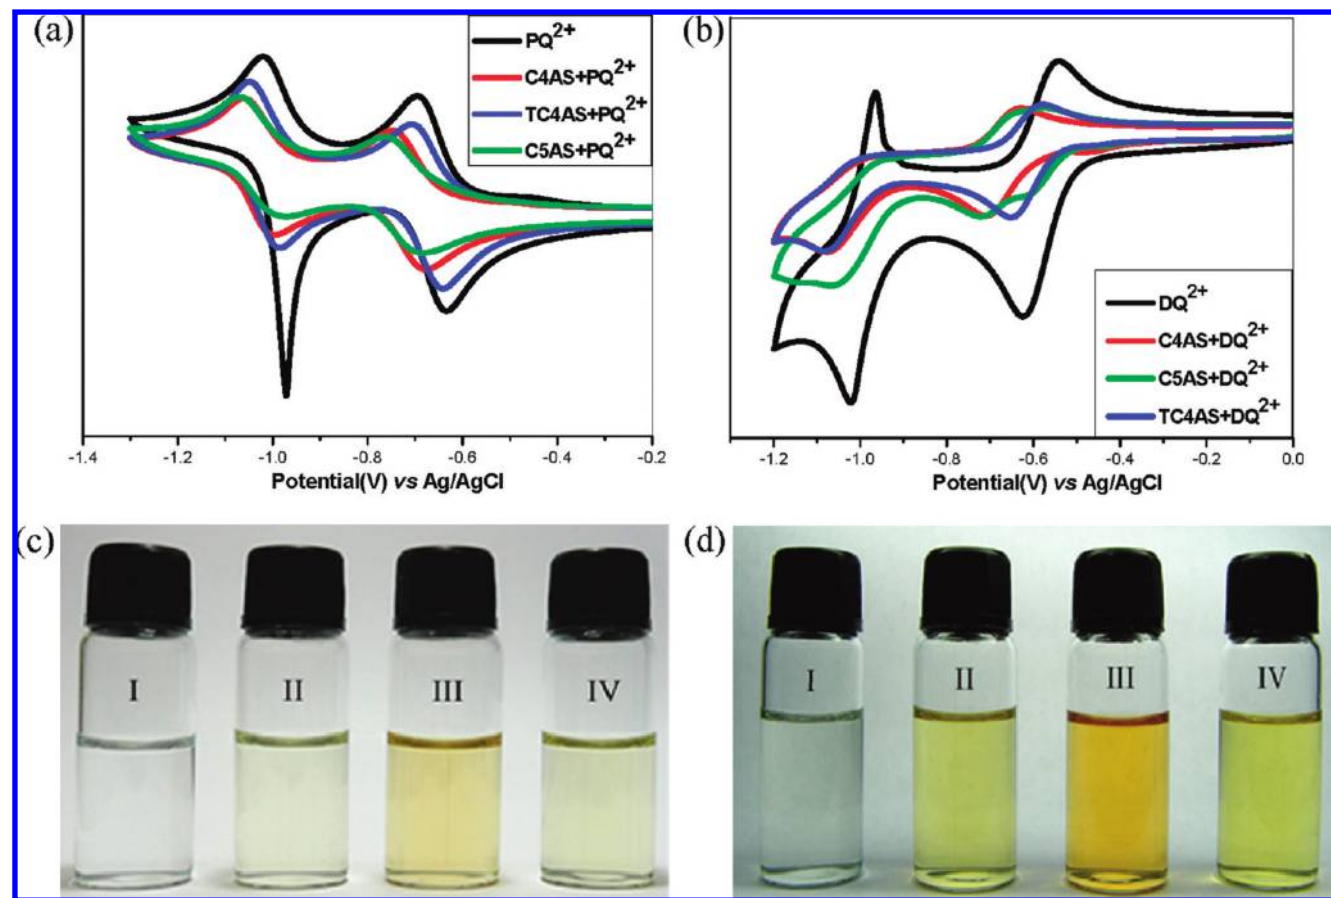 (a)
PQ²⁺
C4AS+PQ²⁺
TC4AS+PQ²⁺
C5AS+PQ²⁺
-1.4 -1.2 -1.0 -0.8 -0.6 -0.4 -0.2
Potential(V) vs Ag/AgCl
(b)
DQ²⁺
C4AS+DQ²⁺
C5AS+DQ²⁺
TC4AS+DQ²⁺
-1.2 -1.0 -0.8 -0.6 -0.4 -0.2 0.0
Potential(V) vs Ag/AgCl
(c)
I II III IV
(d)
I II III IV